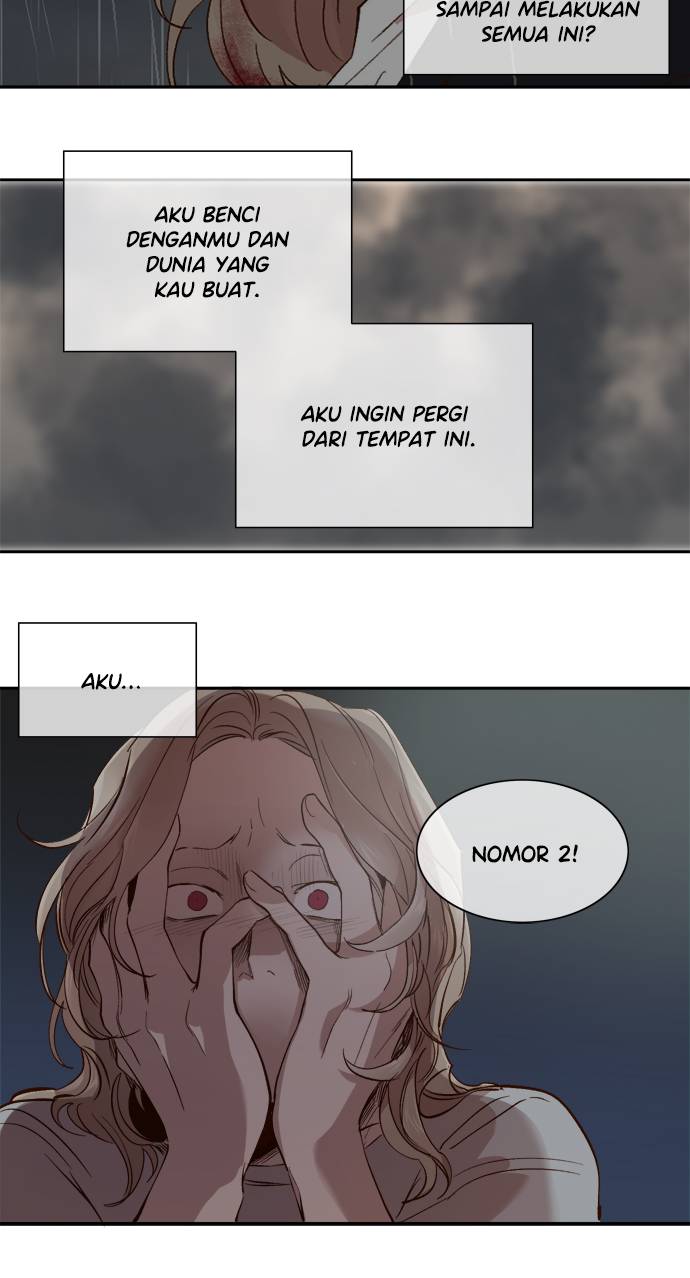 SAMPAI MELAKUKAN
SEMUA INI?
AKU BENCI
DENGANMU DAN
DUNIA YANG
KAU BUAT.
AKU INGIN PERGI
DARI TEMPAT INI.
AKU...
NOMOR 2!